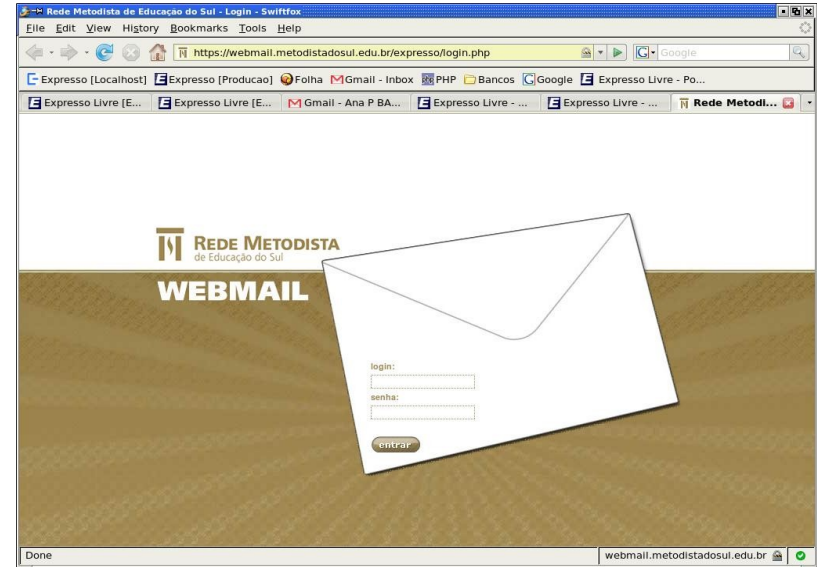 Rede Metodista de Educação do Sul - Login - Swiftfox
File Edit View History Bookmarks Tools Help
https://webmail.metodistadosul.edu.br/expresso/login.php G Google
Expresso [Localhost] Expresso [Producao] Folha Gmail - Inbox PHP Bancos Google Expresso Livre - Po...
Expresso Livre [E... Expresso Livre [E... Gmail - Ana P BA... Expresso Livre - ... Expresso Livre - ... Rede Metodi...
REDE METODISTA
de Educação do Sul
WEBMAIL
login:
senha:
entrar
Done webmail.metodistadosul.edu.br